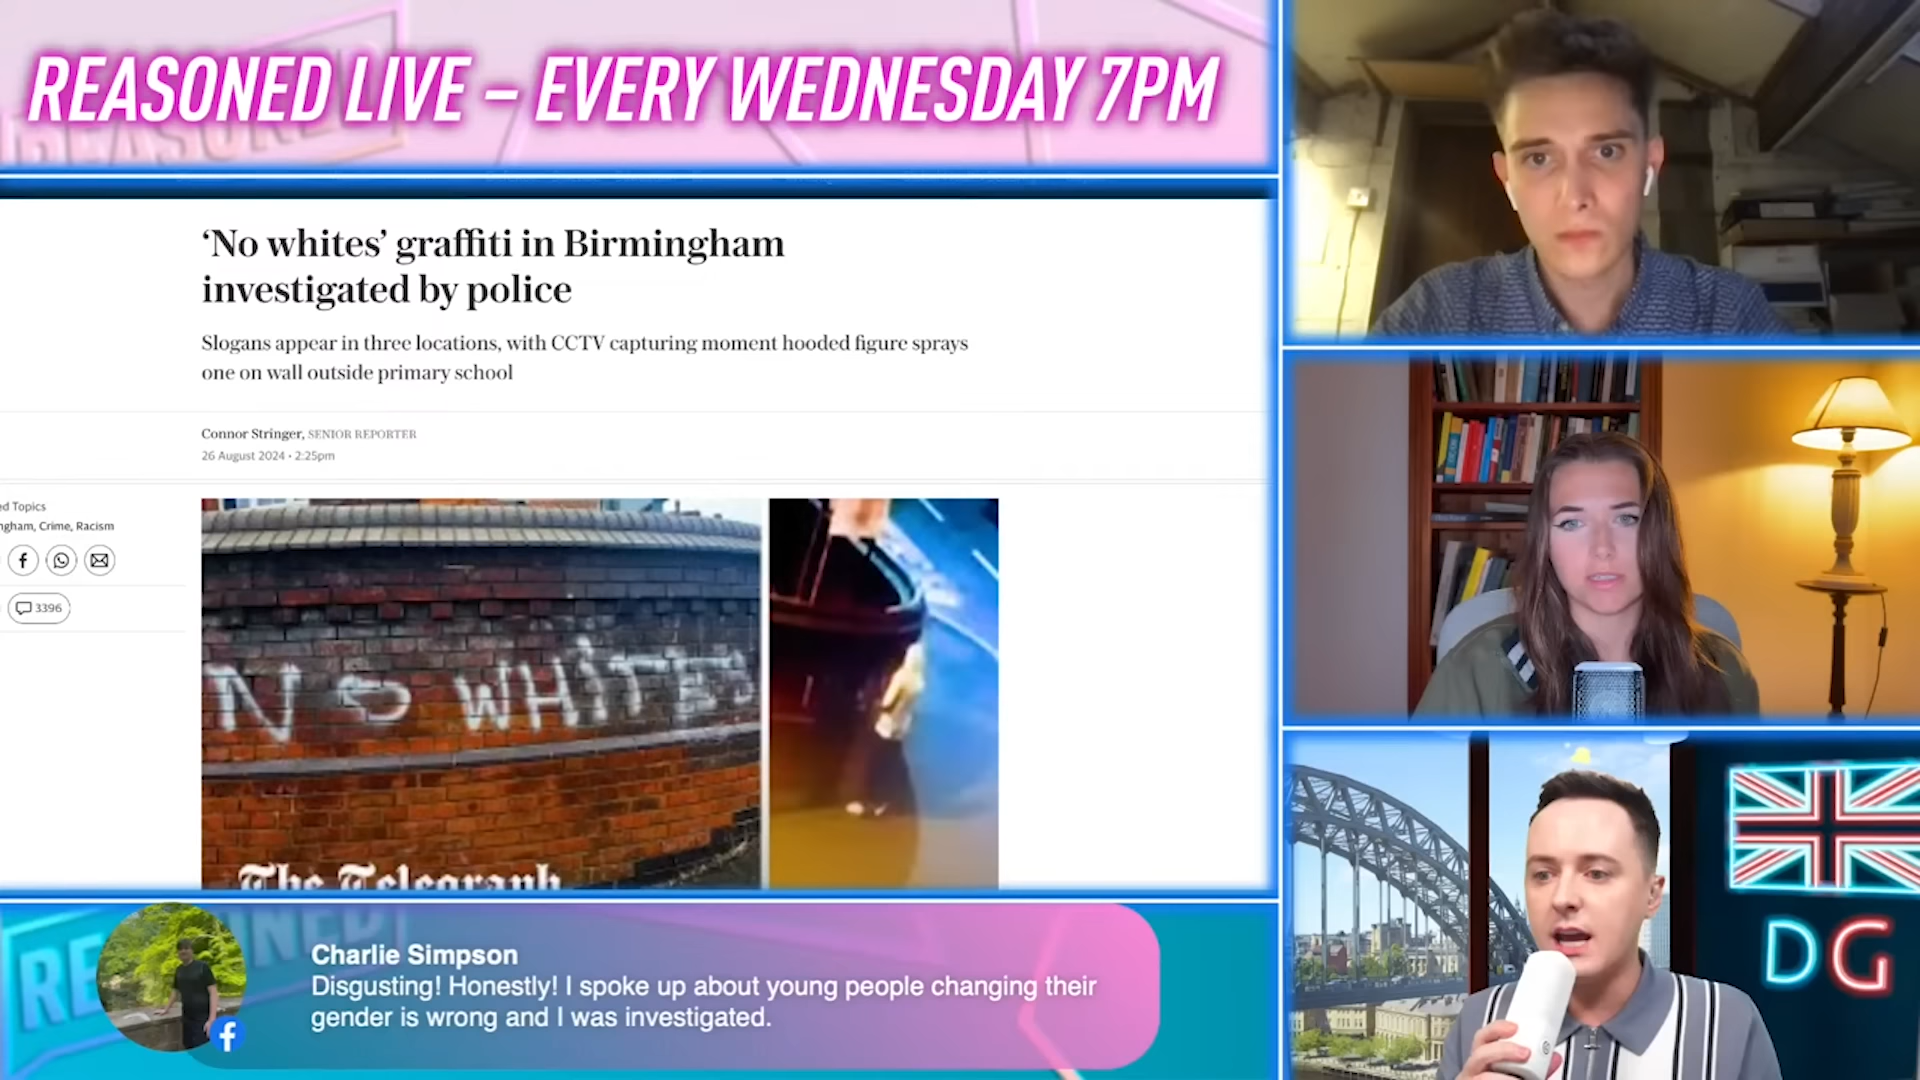 REASONED LIVE – EVERY WEDNESDAY 7PM
REASONED
‘No whites’ graffiti in Birmingham
investigated by police
Slogans appear in three locations, with CCTV capturing moment hooded figure sprays
one on wall outside primary school
Connor Stringer, SENIOR REPORTER
26 August 2024 • 2:25pm
ed Topics
ngham, Crime, Racism
3396
NO WHITES
The Telegraph
Charlie Simpson
Disgusting! Honestly! I spoke up about young people changing their
gender is wrong and I was investigated.
DG